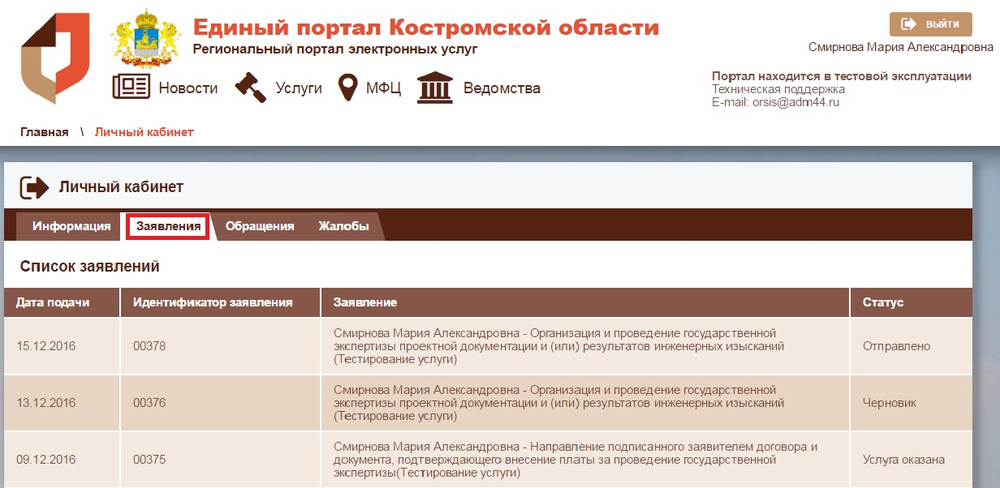 Единый портал Костромской области
Региональный портал электронных услуг
выйти
Смирнова Мария Александровна
Новости Услуги МФЦ Ведомства
Портал находится в тестовой эксплуатации
Техническая поддержка
E-mail: orsis@adm44.ru
Главная \ Личный кабинет
Личный кабинет
Информация Заявления Обращения Жалобы
Список заявлений
Дата подачи Идентификатор заявления Заявление Статус
Смирнова Мария Александровна - Организация и проведение государственной
15.12.2016 00378 экспертизы проектной документации и (или) результатов инженерных изысканий Отправлено
(Тестирование услуги)
Смирнова Мария Александровна - Организация и проведение государственной
13.12.2016 00376 экспертизы проектной документации и (или) результатов инженерных изысканий Черновик
(Тестирование услуги)
Смирнова Мария Александровна - Направление подписанного заявителем договора и
09.12.2016 00375 документа, подтверждающего внесение платы за проведение государственной Услуга оказана
экспертизы(Тестирование услуги)